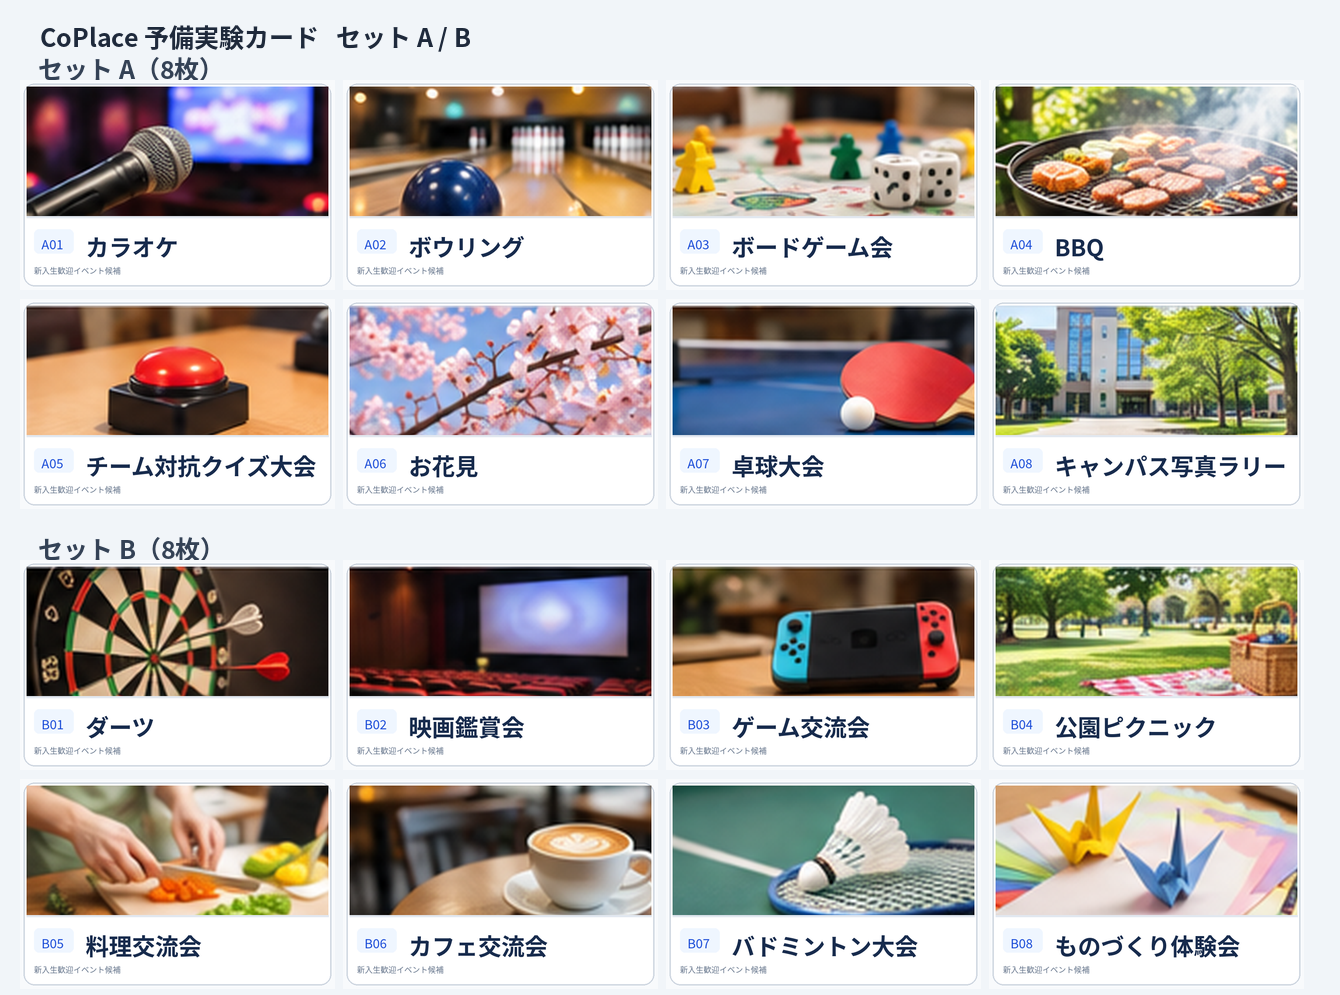 CoPlace 予備実験カード セット A / B
セット A（8枚）
A01 カラオケ
新入生歓迎イベント候補
A02 ボウリング
新入生歓迎イベント候補
A03 ボードゲーム会
新入生歓迎イベント候補
A04 BBQ
新入生歓迎イベント候補
A05 チーム対抗クイズ大会
新入生歓迎イベント候補
A06 お花見
新入生歓迎イベント候補
A07 卓球大会
新入生歓迎イベント候補
A08 キャンパス写真ラリー
新入生歓迎イベント候補
セット B（8枚）
B01 ダーツ
新入生歓迎イベント候補
B02 映画鑑賞会
新入生歓迎イベント候補
B03 ゲーム交流会
新入生歓迎イベント候補
B04 公園ピクニック
新入生歓迎イベント候補
B05 料理交流会
新入生歓迎イベント候補
B06 カフェ交流会
新入生歓迎イベント候補
B07 バドミントン大会
新入生歓迎イベント候補
B08 ものづくり体験会
新入生歓迎イベント候補